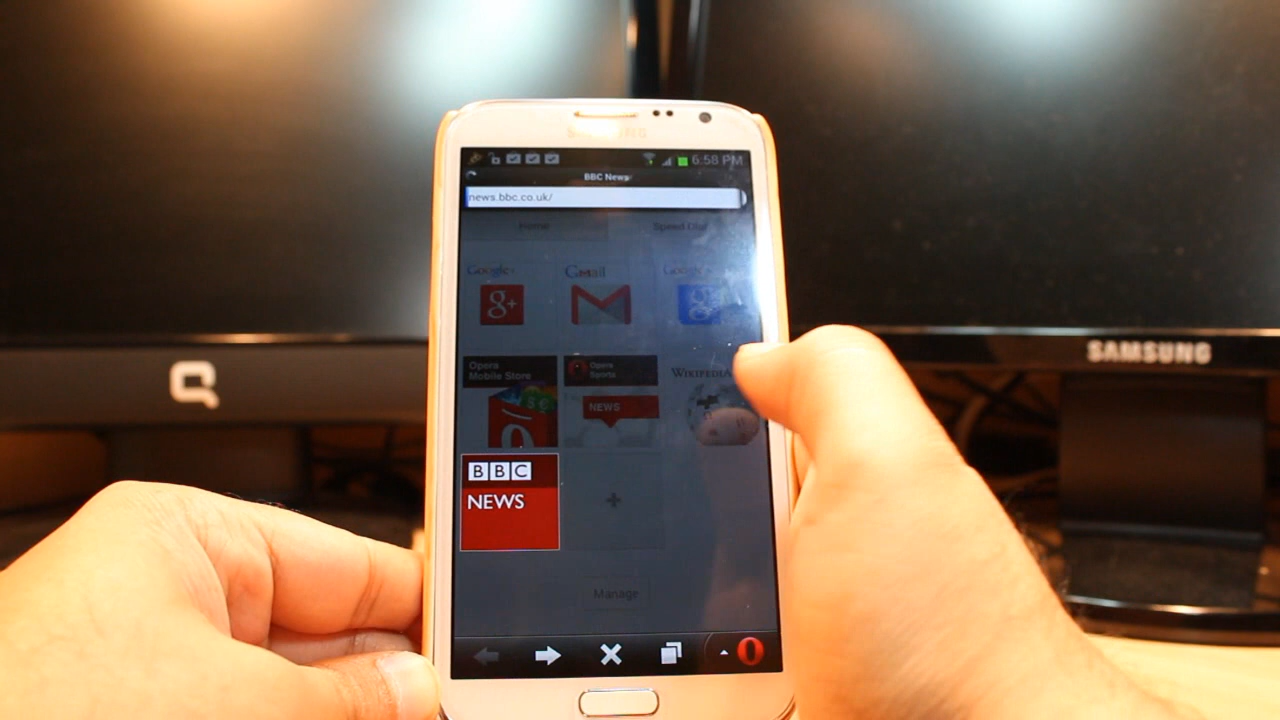 SAMSUNG
6:58 PM
BBC News
news.bbc.co.uk/
Home
Speed Dial
Google+
Gmail
Google
g+
g
Opera
Mobile Store
Opera
Sports
WIKIPEDIA
NEWS
BBC
NEWS
+
Manage
SAMSUNG